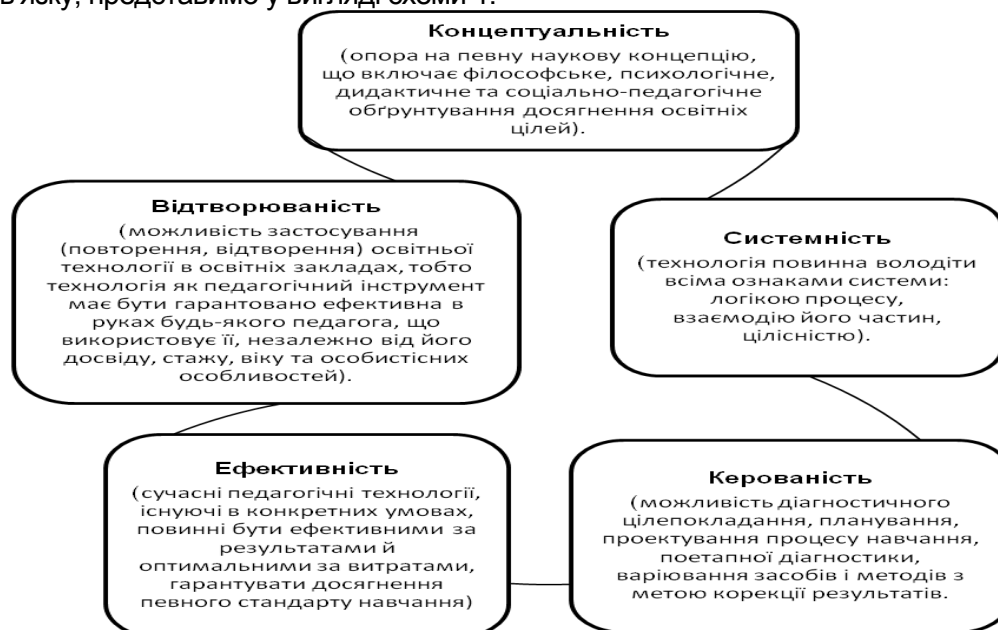 в'язку, представимо у вигляді схеми 1.
Концептуальність
(опора на певну наукову концепцію,
що включає філософське, психологічне,
дидактичне та соціально-педагогічне
обґрунтування досягнення освітніх
цілей).
Відтворюваність
(можливість застосування
(повторення, відтворення) освітньої
технології в освітніх закладах, тобто
технологія як педагогічний інструмент
має бути гарантовано ефективна в
руках будь-якого педагога, що
використовує її, незалежно від його
досвіду, стажу, віку та особистісних
особливостей).
Системність
(технологія повинна володіти
всіма ознаками системи:
логікою процесу,
взаємодію його частин,
цілісністю).
Ефективність
(сучасні педагогічні технології,
існуючі в конкретних умовах,
повинні бути ефективними за
результатами й
оптимальними за витратами,
гарантувати досягнення
певного стандарту навчання)
Керованість
(можливість діагностичного
цілепокладання, планування,
проектування процесу навчання,
поетапної діагностики,
варіювання засобів і методів з
метою корекції результатів.